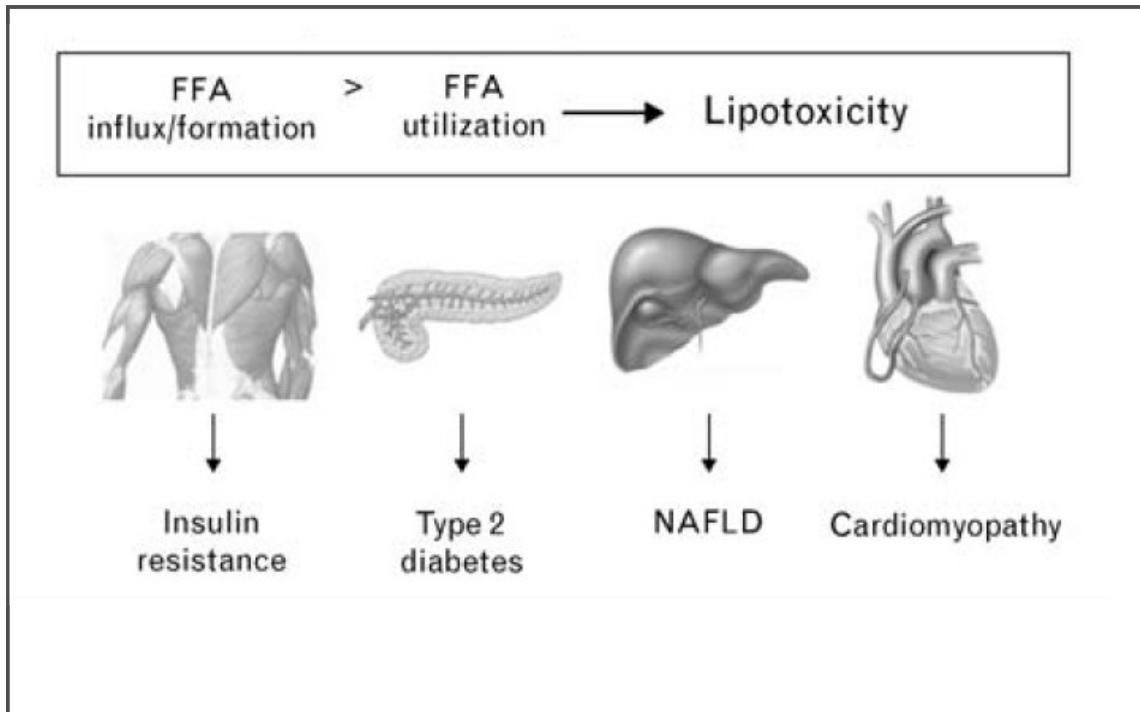 FFA > FFA
influx/formation utilization → Lipotoxicity
Insulin
resistance
Type 2
diabetes
NAFLD
Cardiomyopathy